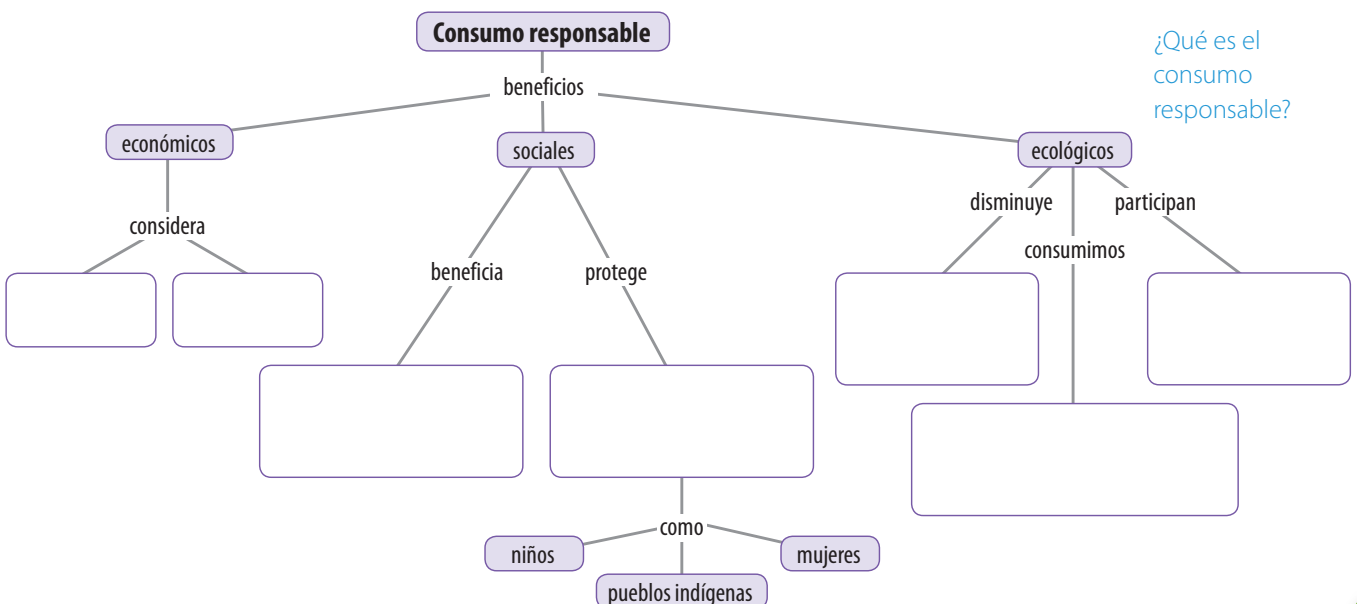 Consumo responsable
¿Qué es el
consumo
responsable?
beneficios
económicos
sociales
ecológicos
considera
beneficia
protege
disminuye
consumimos
participan
como
niños
pueblos indígenas
mujeres